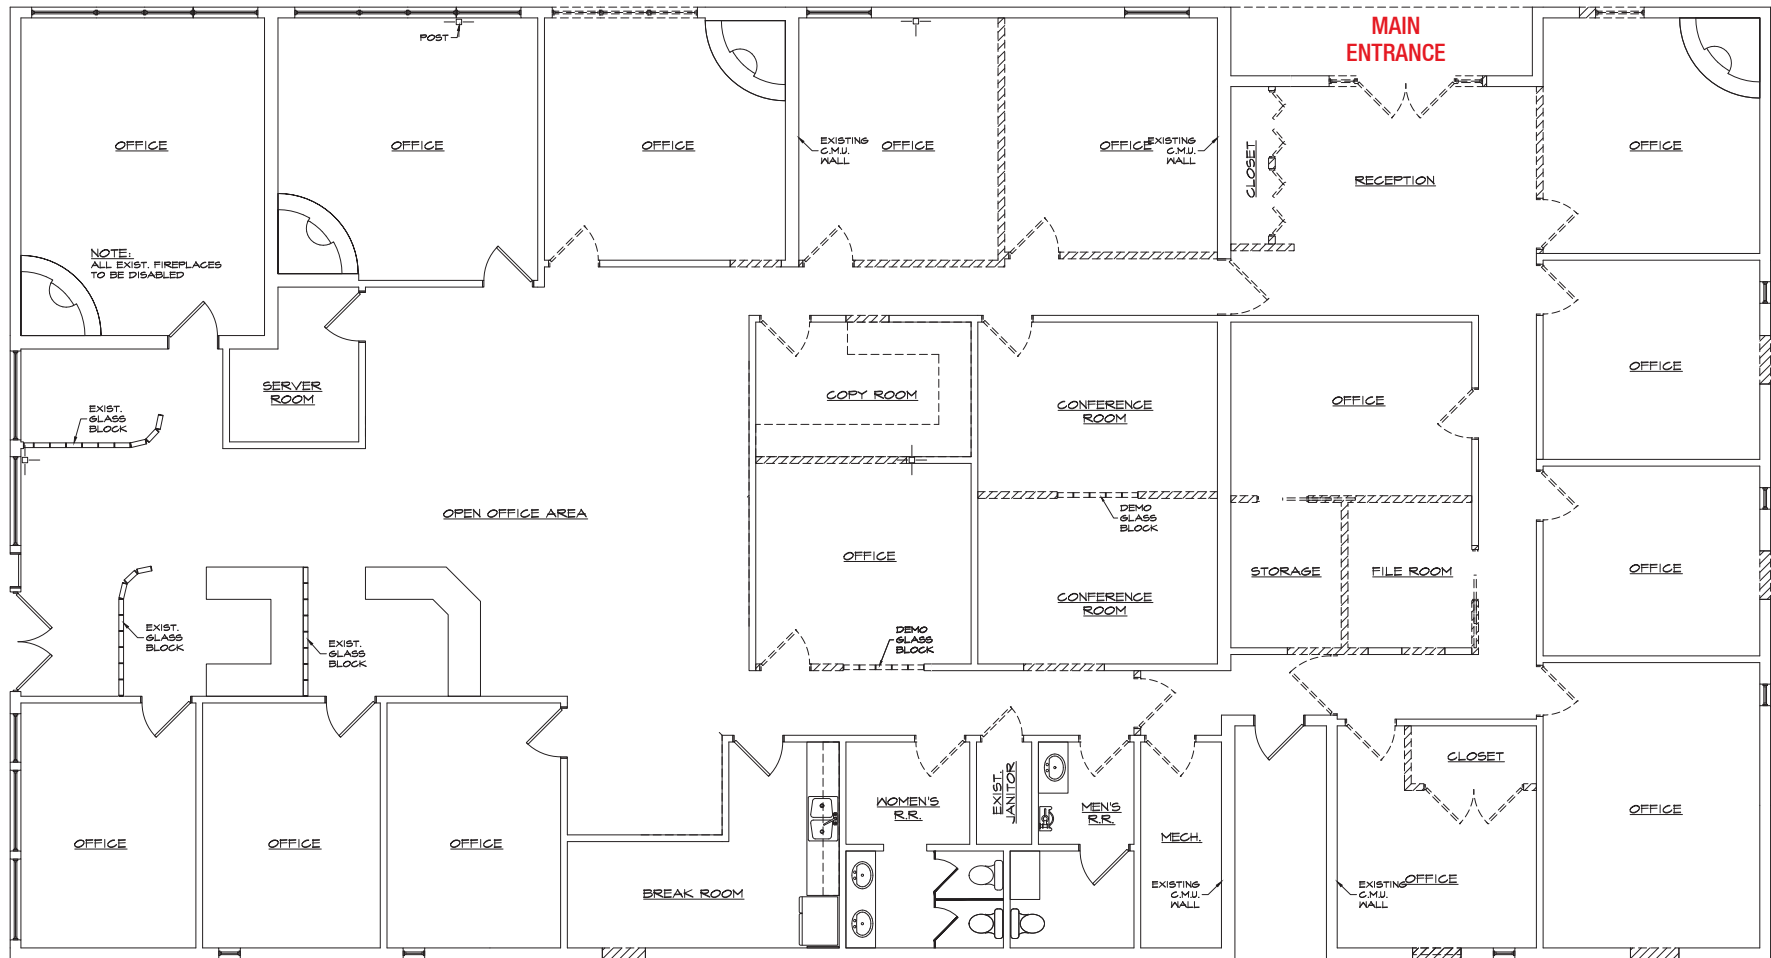 MAIN
ENTRANCE
POST
OFFICE
OFFICE
OFFICE
EXISTING
C.M.U.
WALL
OFFICE
OFFICE
EXISTING
C.M.U.
WALL
CLOSET
RECEPTION
OFFICE
NOTE:
ALL EXIST. FIREPLACES
TO BE DISABLED
SERVER
ROOM
EXIST.
GLASS
BLOCK
COPY ROOM
CONFERENCE
ROOM
OFFICE
OFFICE
OPEN OFFICE AREA
DEMO
GLASS
BLOCK
OFFICE
STORAGE
FILE ROOM
OFFICE
CONFERENCE
ROOM
EXIST.
GLASS
BLOCK
EXIST.
GLASS
BLOCK
DEMO
GLASS
BLOCK
CLOSET
OFFICE
OFFICE
OFFICE
OFFICE
BREAK ROOM
WOMEN'S
R.R.
EXIST.
JANITOR
MEN'S
R.R.
MECH.
EXISTING
C.M.U.
WALL
EXISTING
C.M.U.
WALL
OFFICE